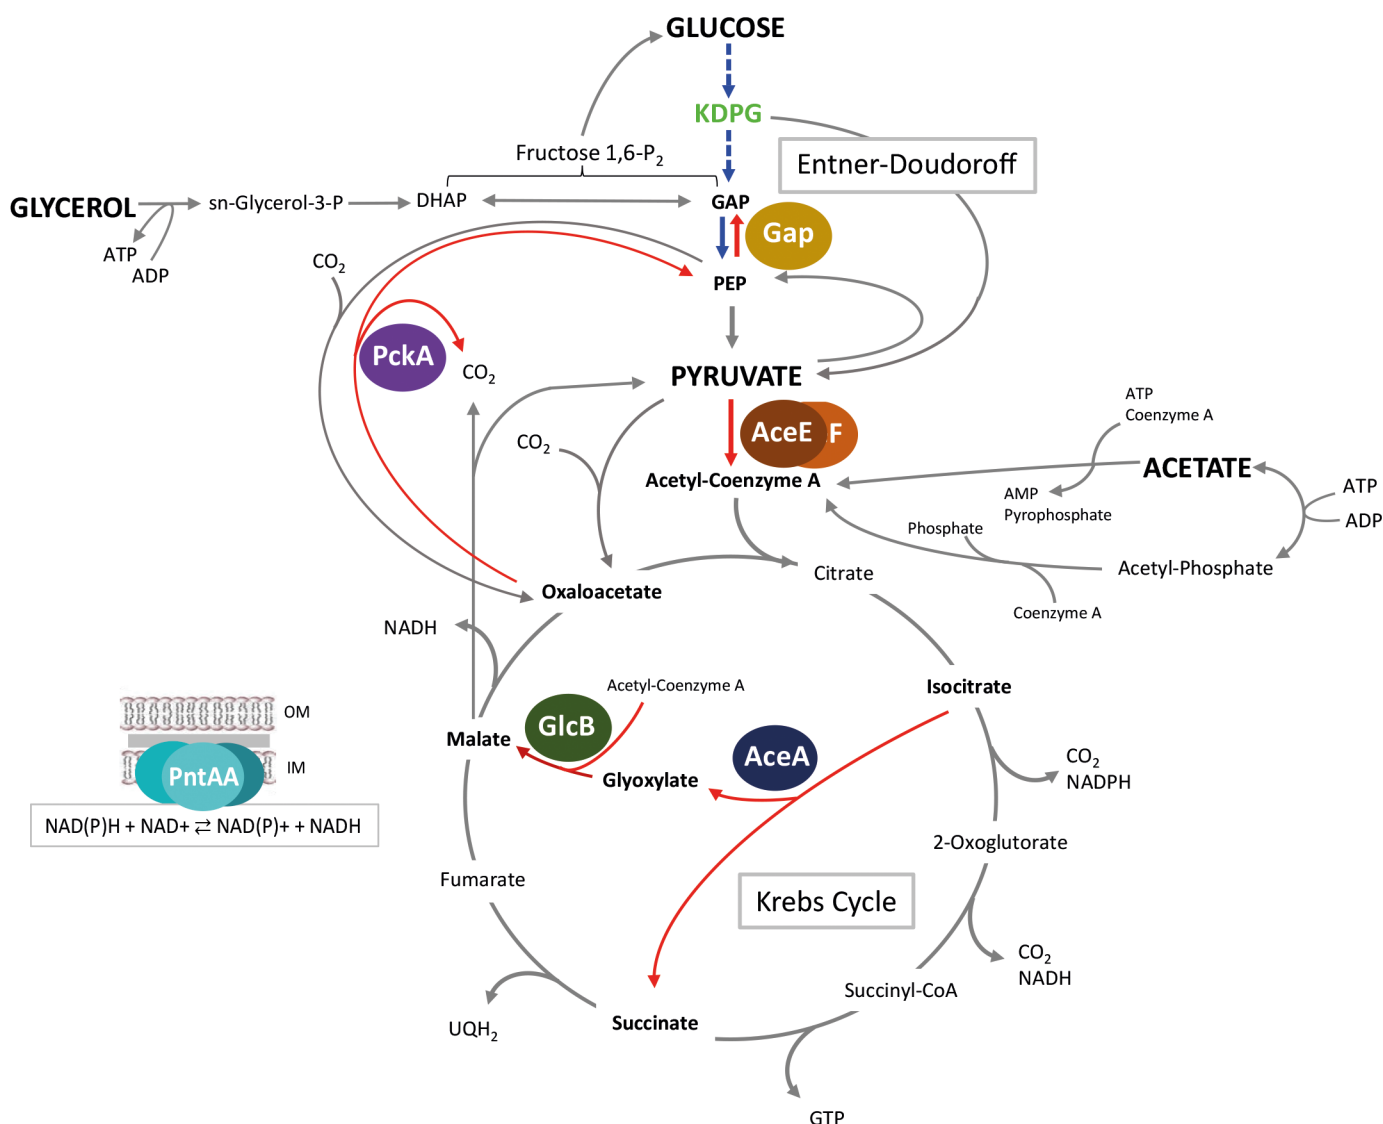 GLUCOSE
KDPG
Entner-Doudoroff
Fructose 1,6-P2
GLYCEROL
sn-Glycerol-3-P
DHAP
GAP
ATP
ADP
Gap
CO2
PEP
PckA
CO2
PYRUVATE
ATP
Coenzyme A
CO2
AceE
F
Acetyl-Coenzyme A
ACETATE
AMP
Pyrophosphate
ATP
ADP
Phosphate
Acetyl-Phosphate
Coenzyme A
Citrate
Oxaloacetate
NADH
Isocitrate
Acetyl-Coenzyme A
GlcB
Malate
AceA
Glyoxylate
CO2
NADPH
OM
IM
PntAA
NAD(P)H + NAD+ ⇄ NAD(P)+ + NADH
2-Oxoglutorate
Fumarate
Krebs Cycle
CO2
NADH
Succinyl-CoA
Succinate
UQH2
GTP